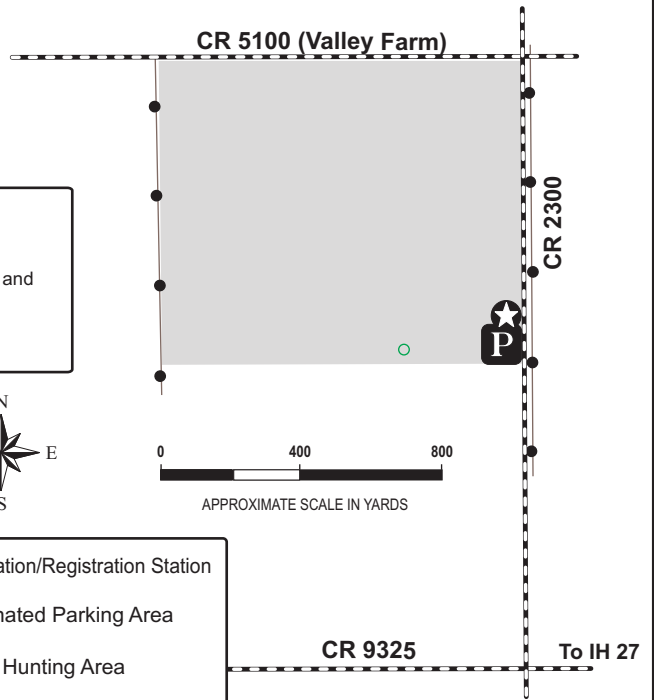 CR 5100 (Valley Farm)
CR 2300
and
P
N
E
S
0 400 800
APPROXIMATE SCALE IN YARDS
ation/Registration Station
nated Parking Area
Hunting Area
CR 9325
To IH 27